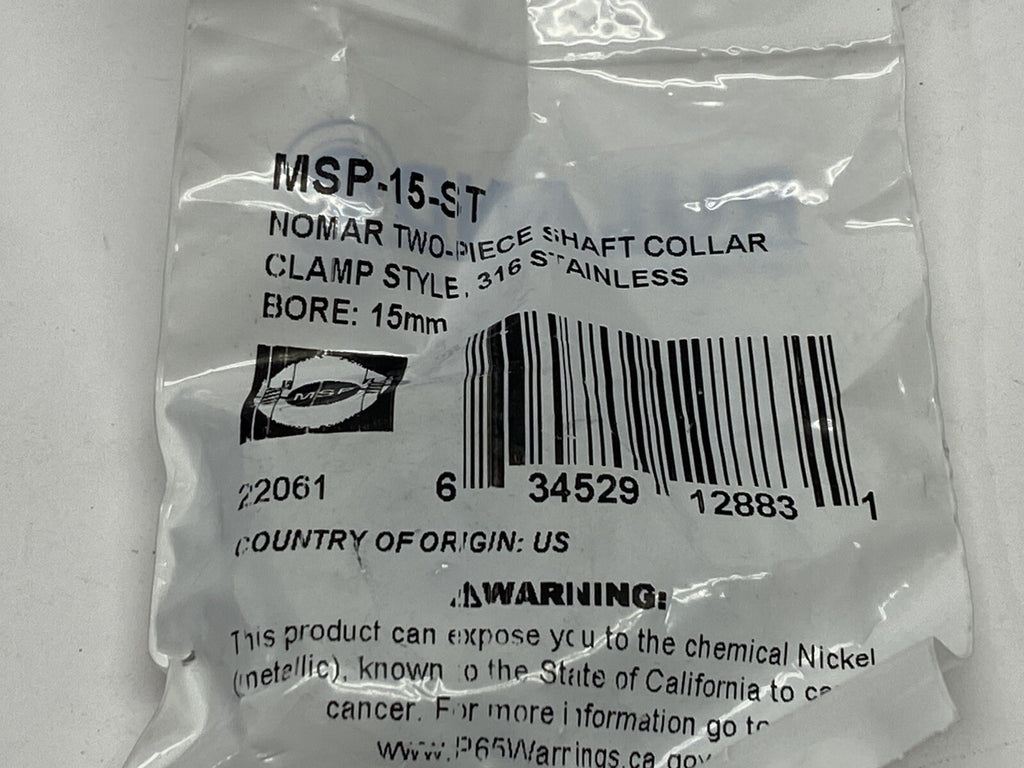 MSP-15-ST
NOMAR TWO-PIECE SHAFT COLLAR
CLAMP STYLE, 316 STAINLESS
BORE: 15mm
MSP
22061
6 34529 12883 1
COUNTRY OF ORIGIN: US
⚠WARNING:
This product can expose you to the chemical Nickel
(metallic), known to the State of California to
cancer. For more information go to
www.P65Warnings.ca.gov